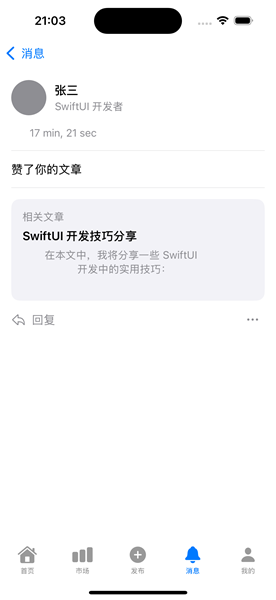 21:03
消息
张三
SwiftUI 开发者
17 min, 21 sec
赞了你的文章
相关文章
SwiftUI 开发技巧分享
在本文中，我将分享一些 SwiftUI
开发中的实用技巧：
回复
首页 市场 发布 消息 我的